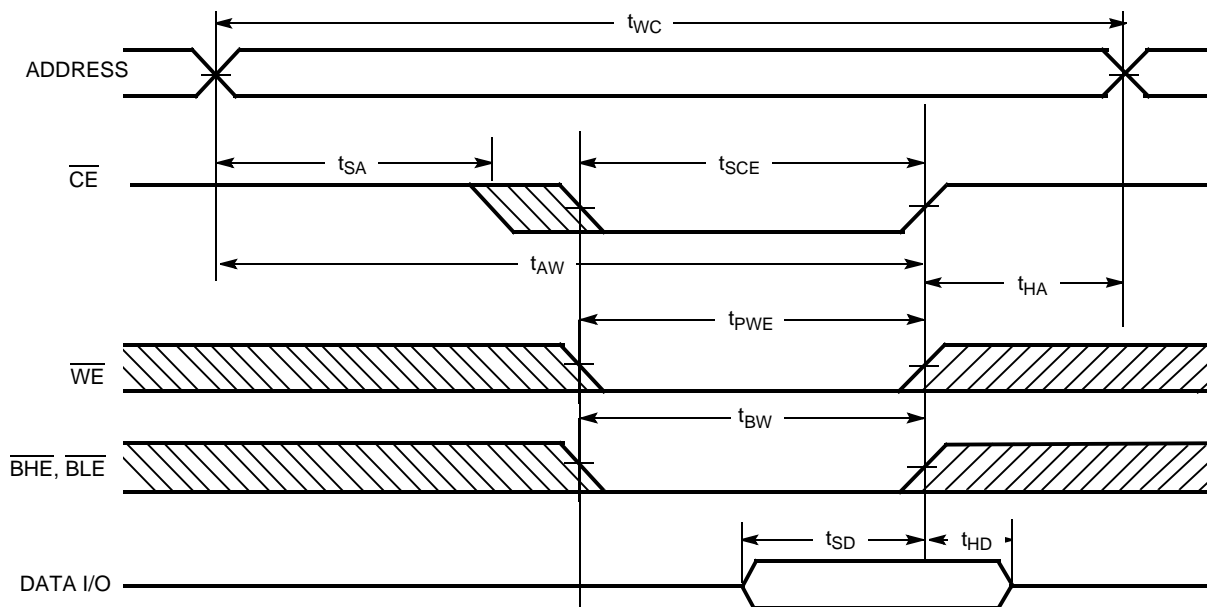 tWC
ADDRESS
tSA
tSCE
CE
tAW
tHA
tPWE
WE
tBW
BHE, BLE
tSD
tHD
DATA I/O